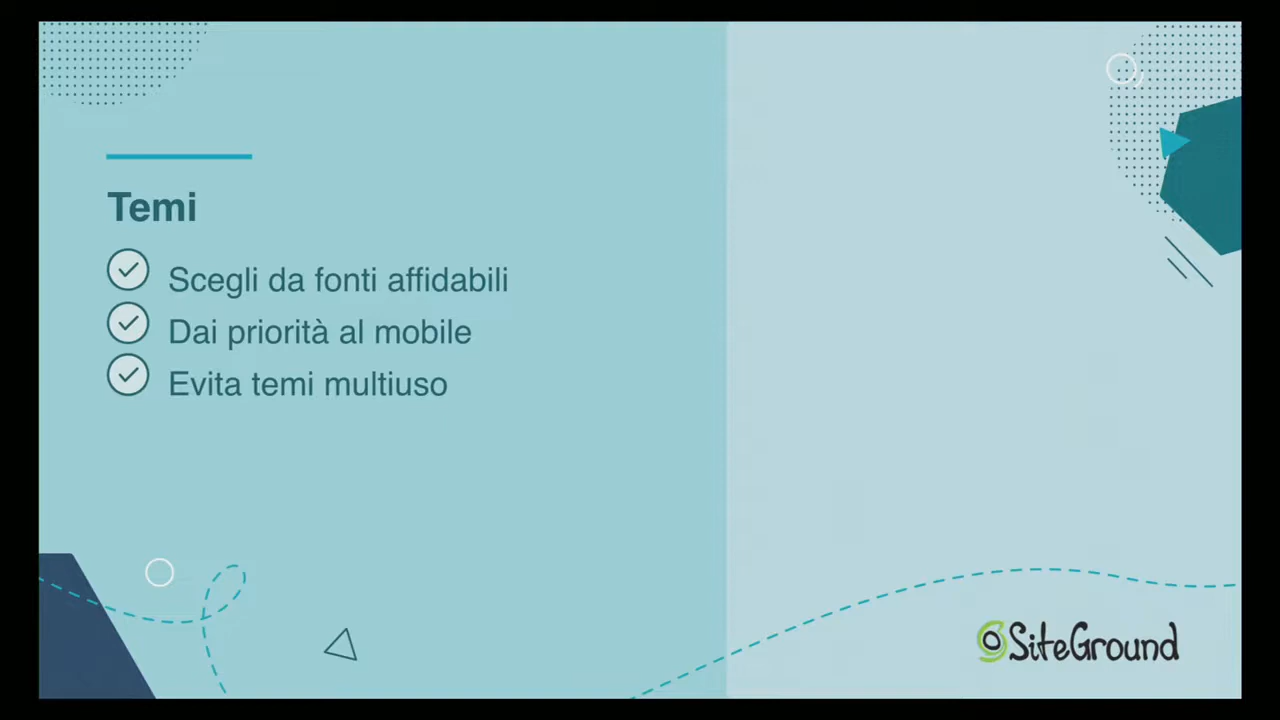 Temi
Scegli da fonti affidabili
Dai priorità al mobile
Evita temi multiuso
SiteGround